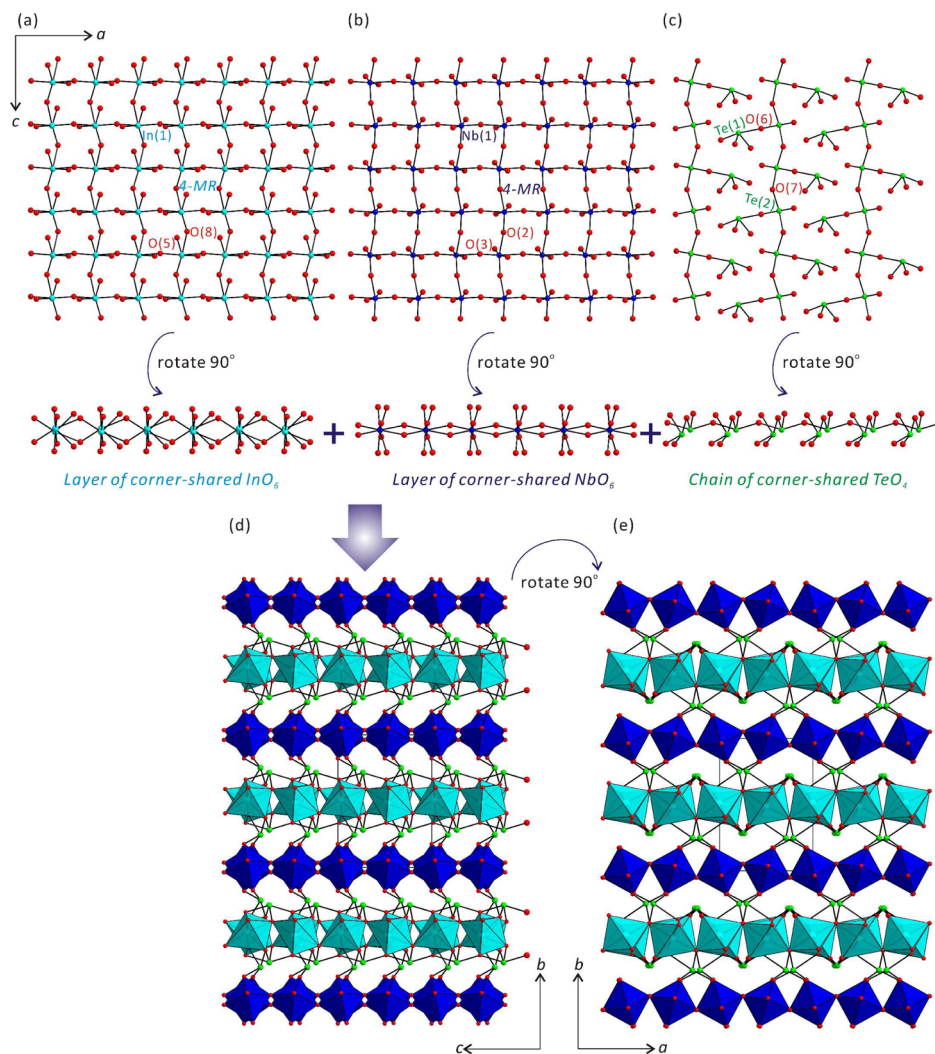 (a)
a
c
In(1)
4-MR
O(8)
O(5)
(b)
Nb(1)
4-MR
O(2)
O(3)
(c)
Te(1)
O(6)
O(7)
Te(2)
rotate 90°
rotate 90°
rotate 90°
+
+
Layer of corner-shared InO₆
Layer of corner-shared NbO₆
Chain of corner-shared TeO₄
(d)
rotate 90°
(e)
b
c
b
a